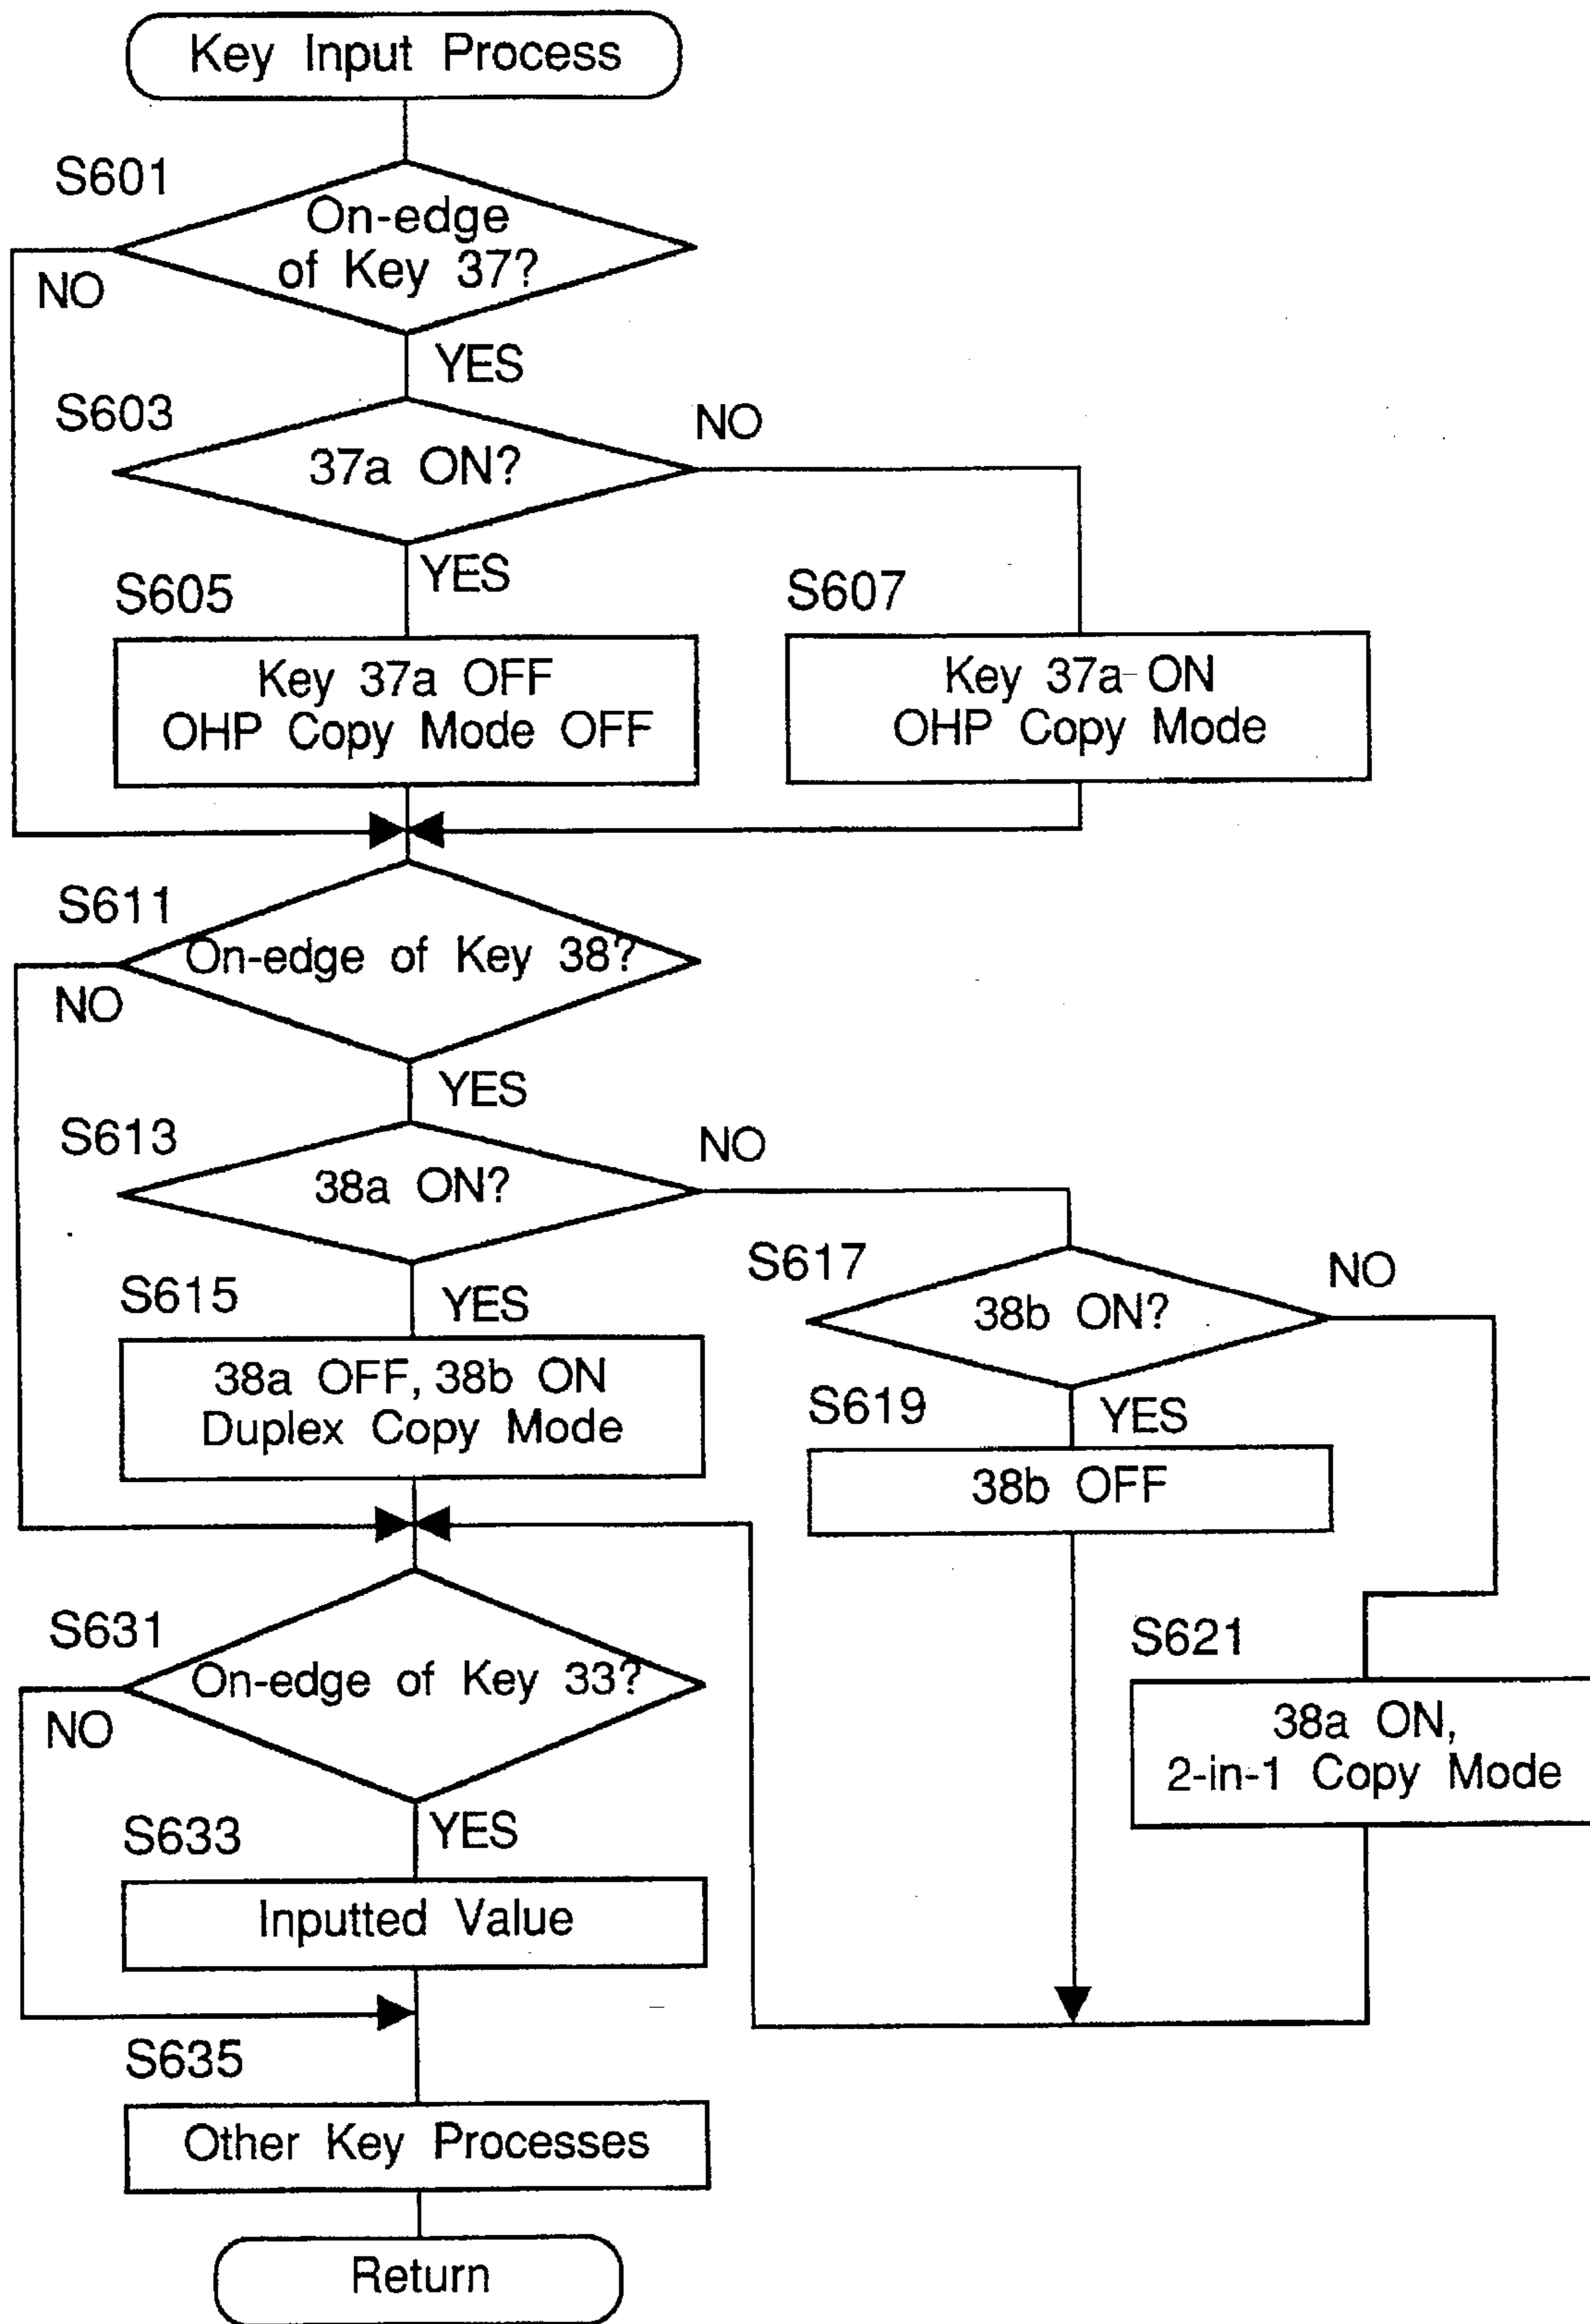 Key Input Process
S601
On-edge
of Key 37?
NO
YES
S603
37a ON?
NO
YES
S605
Key 37a OFF
OHP Copy Mode OFF
S607
Key 37a ON
OHP Copy Mode
S611
On-edge of Key 38?
NO
YES
S613
38a ON?
NO
YES
S615
38a OFF, 38b ON
Duplex Copy Mode
S617
38b ON?
NO
YES
S619
38b OFF
S621
38a ON,
2-in-1 Copy Mode
S631
On-edge of Key 33?
NO
YES
S633
Inputted Value
S635
Other Key Processes
Return